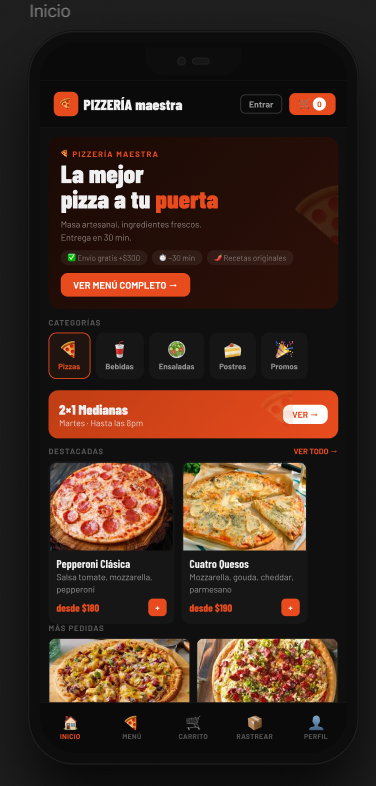 Inicio
PIZZERÍA maestra
Entrar
0
PIZZERÍA MAESTRA
La mejor
pizza a tu puerta
Masa artesanal, ingredientes frescos.
Entrega en 30 min.
Envío gratis +$300
~30 min
Recetas originales
VER MENÚ COMPLETO →
CATEGORÍAS
Pizzas
Bebidas
Ensaladas
Postres
Promos
2×1 Medianas
Martes · Hasta las 8pm
VER →
DESTACADAS
VER TODO →
Pepperoni Clásica
Salsa tomate, mozzarella,
pepperoni
desde $180
+
Cuatro Quesos
Mozzarella, gouda, cheddar,
parmesano
desde $190
+
MÁS PEDIDAS
INICIO
MENÚ
CARRITO
RASTREAR
PERFIL